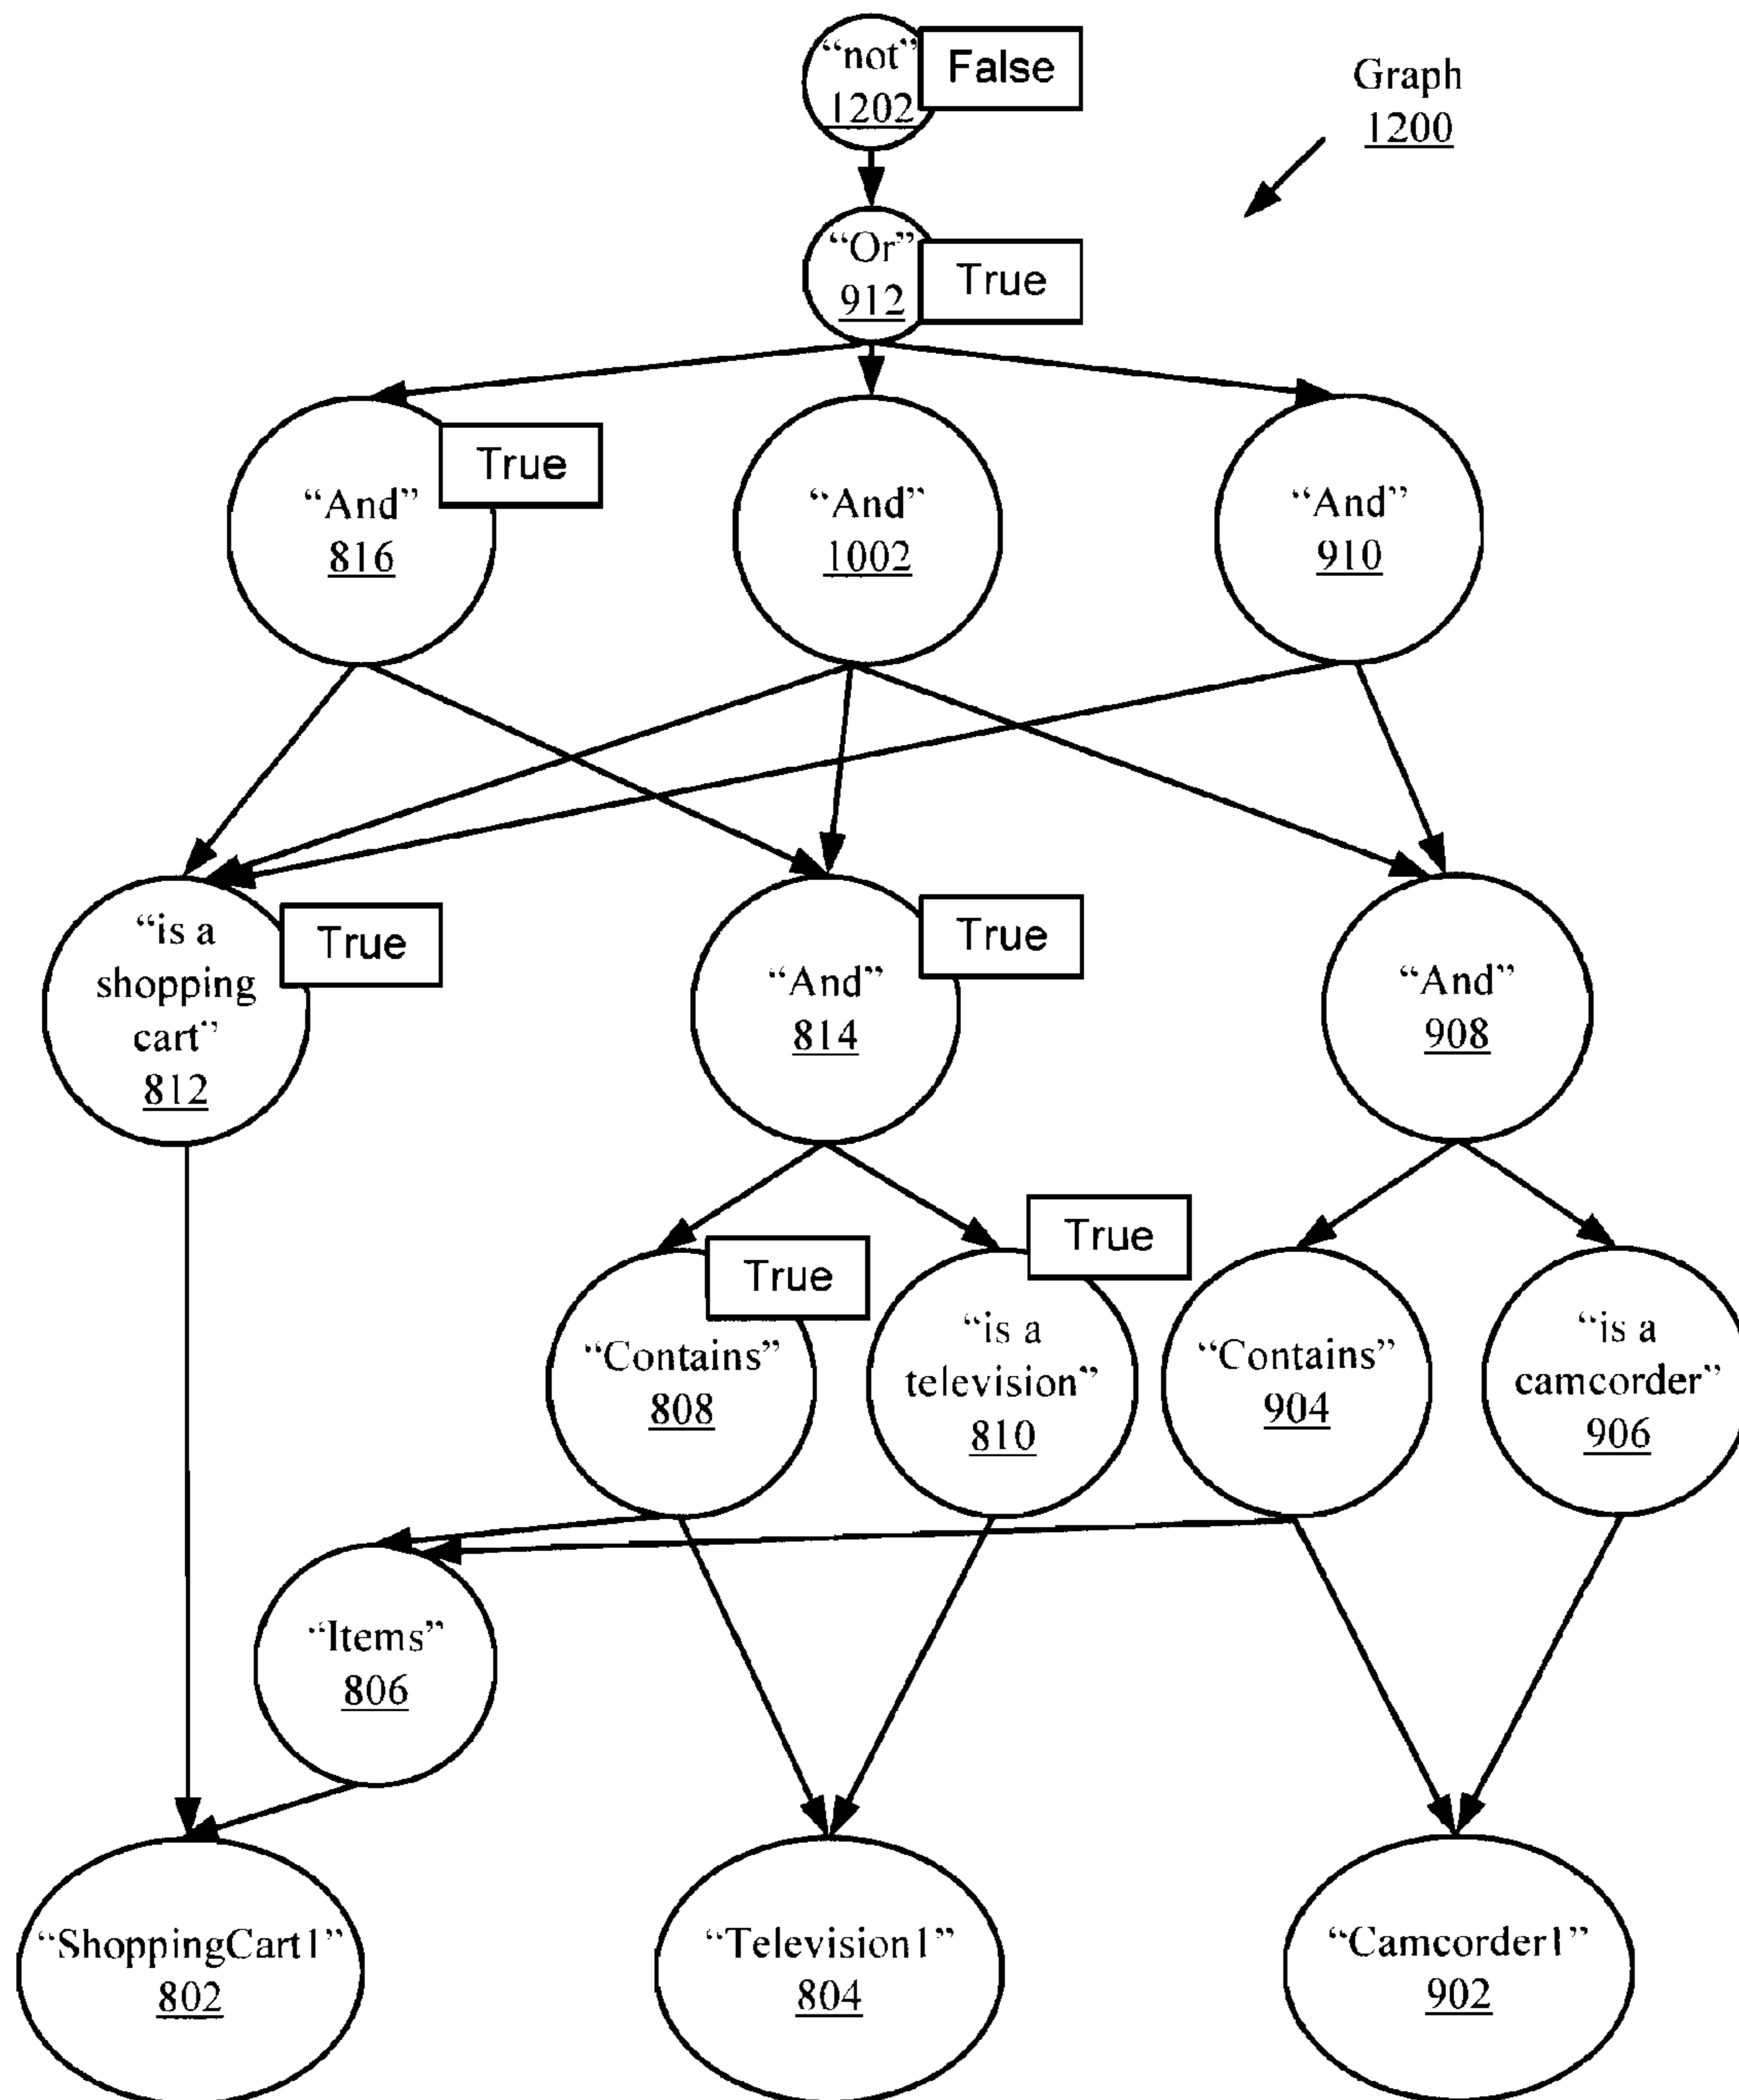 “not”
1202
False
Graph
1200
“Or”
912
True
“And”
816
True
“And”
1002
“And”
910
“is a
shopping
cart”
812
True
“And”
814
True
“And”
908
“Contains”
808
True
“is a
television”
810
True
“Contains”
904
“is a
camcorder”
906
“Items”
806
“ShoppingCart1”
802
“Television1”
804
“Camcorder1”
902